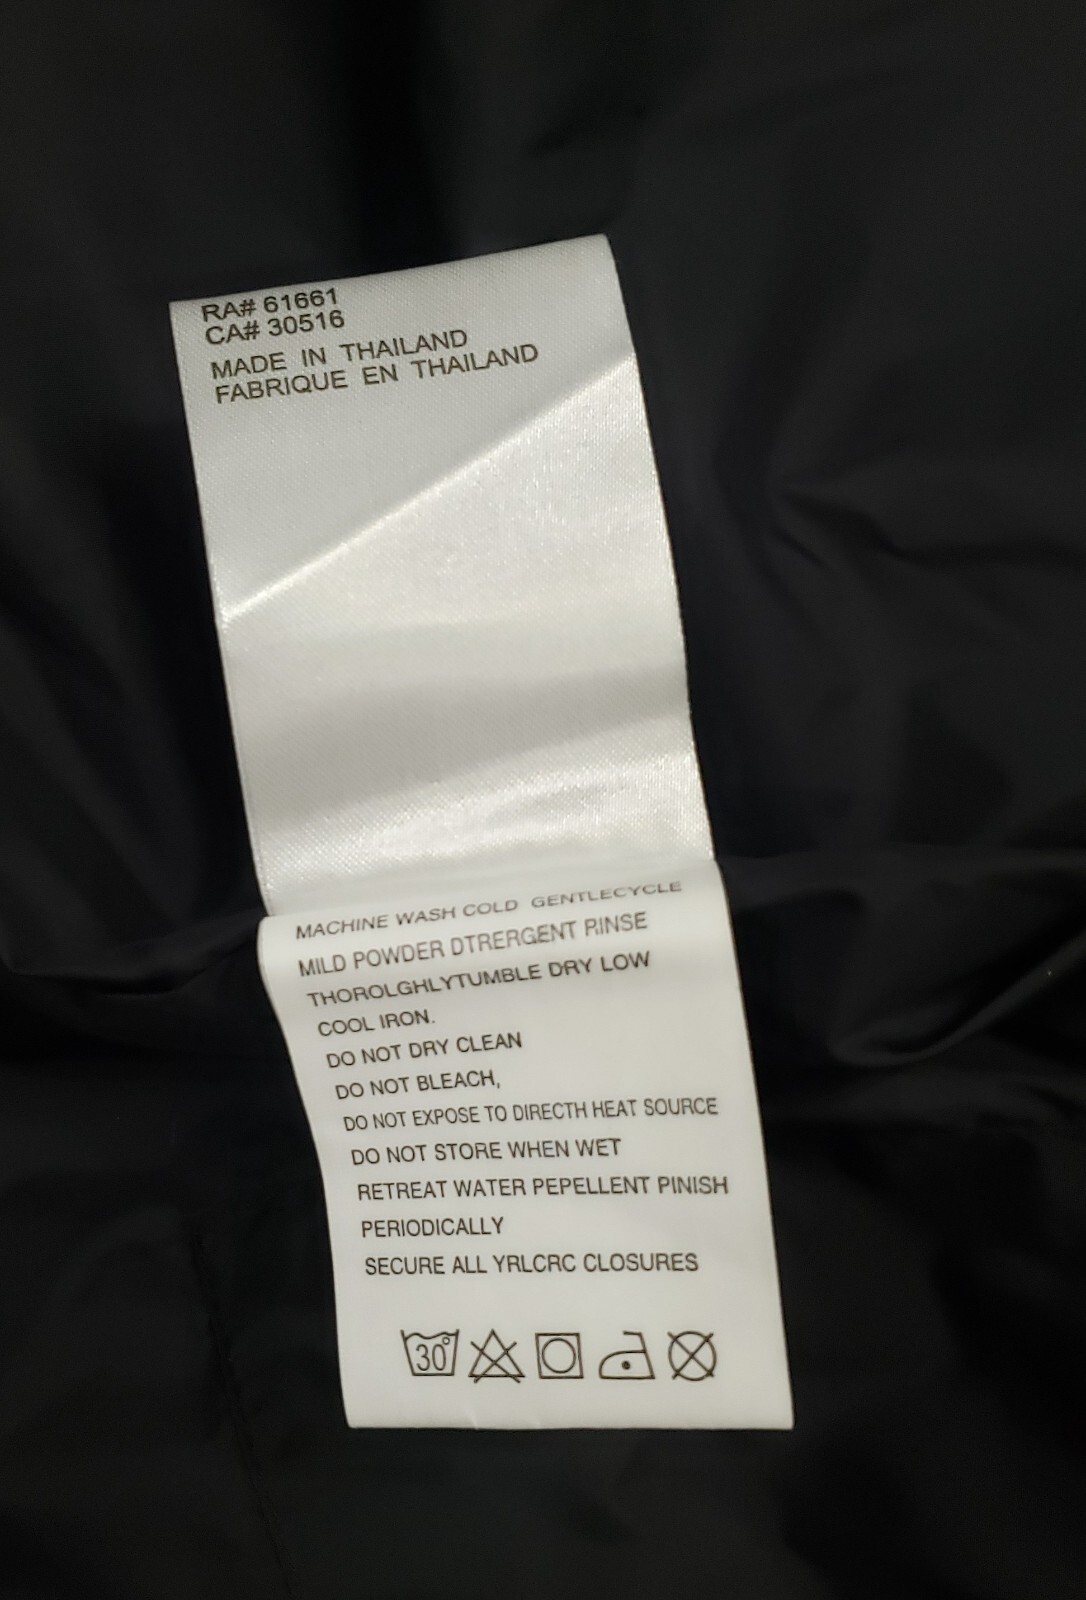 RA# 61661
CA# 30516
MADE IN THAILAND
FABRIQUE EN THAILAND
MACHINE WASH COLD GENTLECYCLE
MILD POWDER DTRERGENT RINSE
THOROLGHLYTUMBLE DRY LOW
COOL IRON.
DO NOT DRY CLEAN
DO NOT BLEACH,
DO NOT EXPOSE TO DIRECTH HEAT SOURCE
DO NOT STORE WHEN WET
RETREAT WATER PEPELLENT PINISH
PERIODICALLY
SECURE ALL YRLCRC CLOSURES
30°